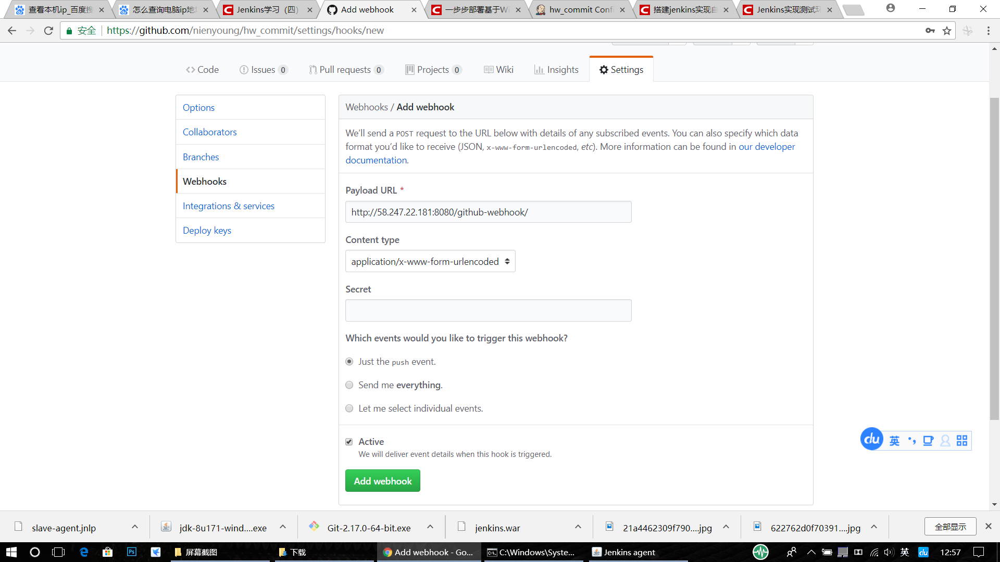 查看本机ip_百度搜
怎么查询电脑ip地
Jenkins学习（四）
Add webhook
一步步部署基于Wi
hw_commit Confi
搭建jenkins实现自
Jenkins实现测试环
安全
https://github.com/nienyoung/hw_commit/settings/hooks/new
Code
Issues 0
Pull requests 0
Projects 0
Wiki
Insights
Settings
Options
Collaborators
Branches
Webhooks
Integrations & services
Deploy keys
Webhooks / Add webhook
We’ll send a POST request to the URL below with details of any subscribed events. You can also specify which data
format you’d like to receive (JSON, x-www-form-urlencoded, etc). More information can be found in our developer
documentation.
Payload URL *
http://58.247.22.181:8080/github-webhook/
Content type
application/x-www-form-urlencoded
Secret
Which events would you like to trigger this webhook?
Just the push event.
Send me everything.
Let me select individual events.
Active
We will deliver event details when this hook is triggered.
Add webhook
du 英
slave-agent.jnlp
jdk-8u171-wind....exe
Git-2.17.0-64-bit.exe
jenkins.war
21a4462309f790....jpg
622762d0f70391....jpg
全部显示
Ps
屏幕截图
下载
Add webhook - Go...
C:\Windows\Syste...
Jenkins agent
英
du
12:57